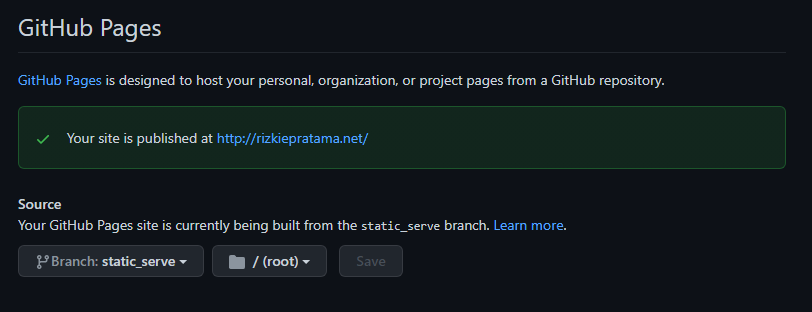 GitHub Pages
GitHub Pages is designed to host your personal, organization, or project pages from a GitHub repository.
Your site is published at http://rizkiepratama.net/
Source
Your GitHub Pages site is currently being built from the static_serve branch. Learn more.
Branch: static_serve
/ (root)
Save